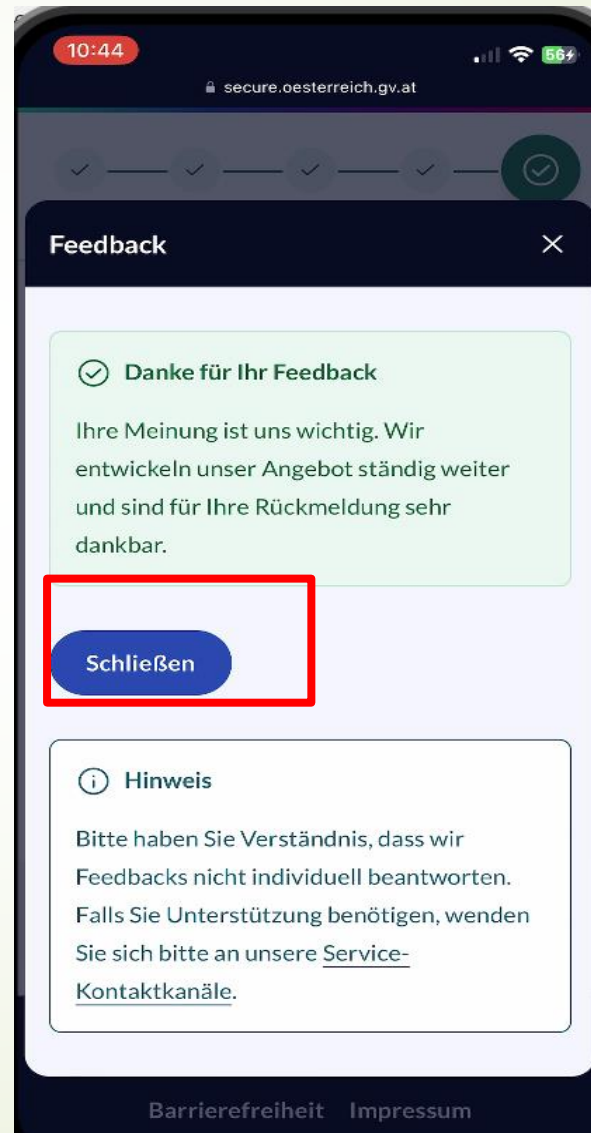 10:44
56
secure.oesterreich.gv.at
Feedback
Danke für Ihr Feedback
Ihre Meinung ist uns wichtig. Wir
entwickeln unser Angebot ständig weiter
und sind für Ihre Rückmeldung sehr
dankbar.
Schließen
Hinweis
Bitte haben Sie Verständnis, dass wir
Feedbacks nicht individuell beantworten.
Falls Sie Unterstützung benötigen, wenden
Sie sich bitte an unsere Service-
Kontaktkanäle.
Barrierefreiheit Impressum